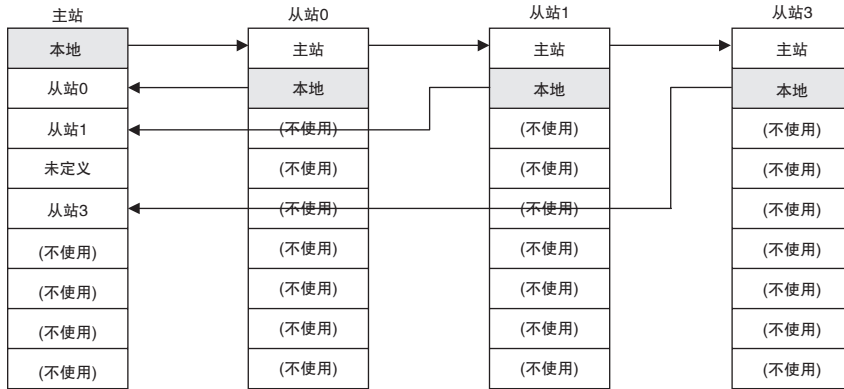 主站 从站0 从站1 从站3
本地 主站 主站 主站
从站0 本地 本地 本地
从站1 (不使用) (不使用) (不使用)
未定义 (不使用) (不使用) (不使用)
从站3 (不使用) (不使用) (不使用)
(不使用) (不使用) (不使用) (不使用)
(不使用) (不使用) (不使用) (不使用)
(不使用) (不使用) (不使用) (不使用)
(不使用) (不使用) (不使用) (不使用)